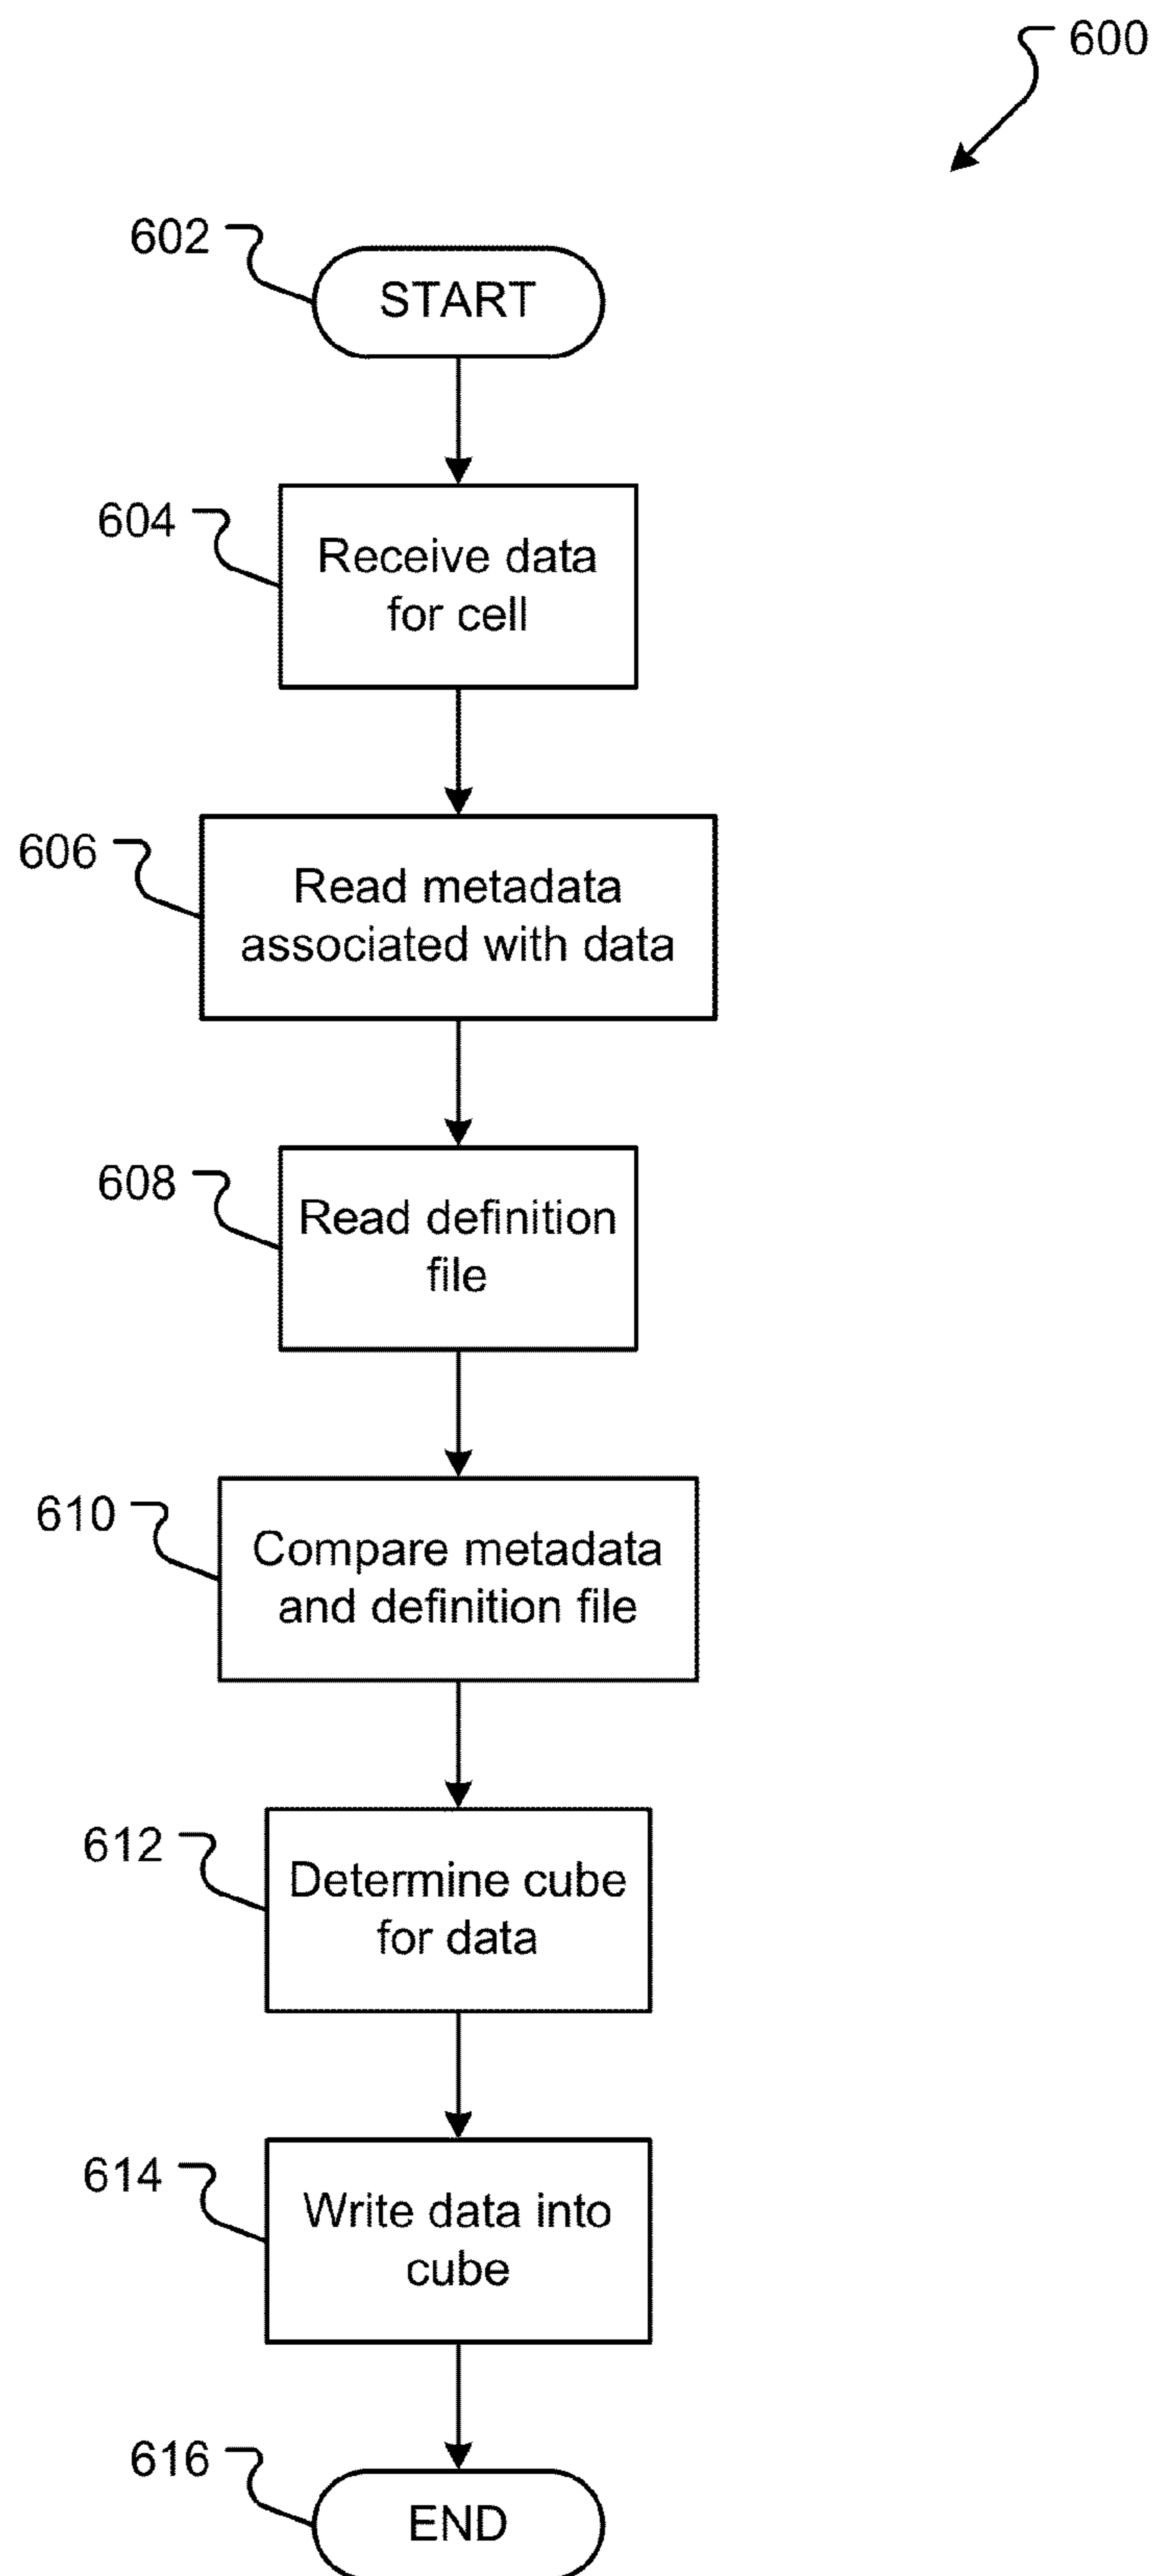 600
602
START
604
Receive data
for cell
606
Read metadata
associated with data
608
Read definition
file
610
Compare metadata
and definition file
612
Determine cube
for data
614
Write data into
cube
616
END